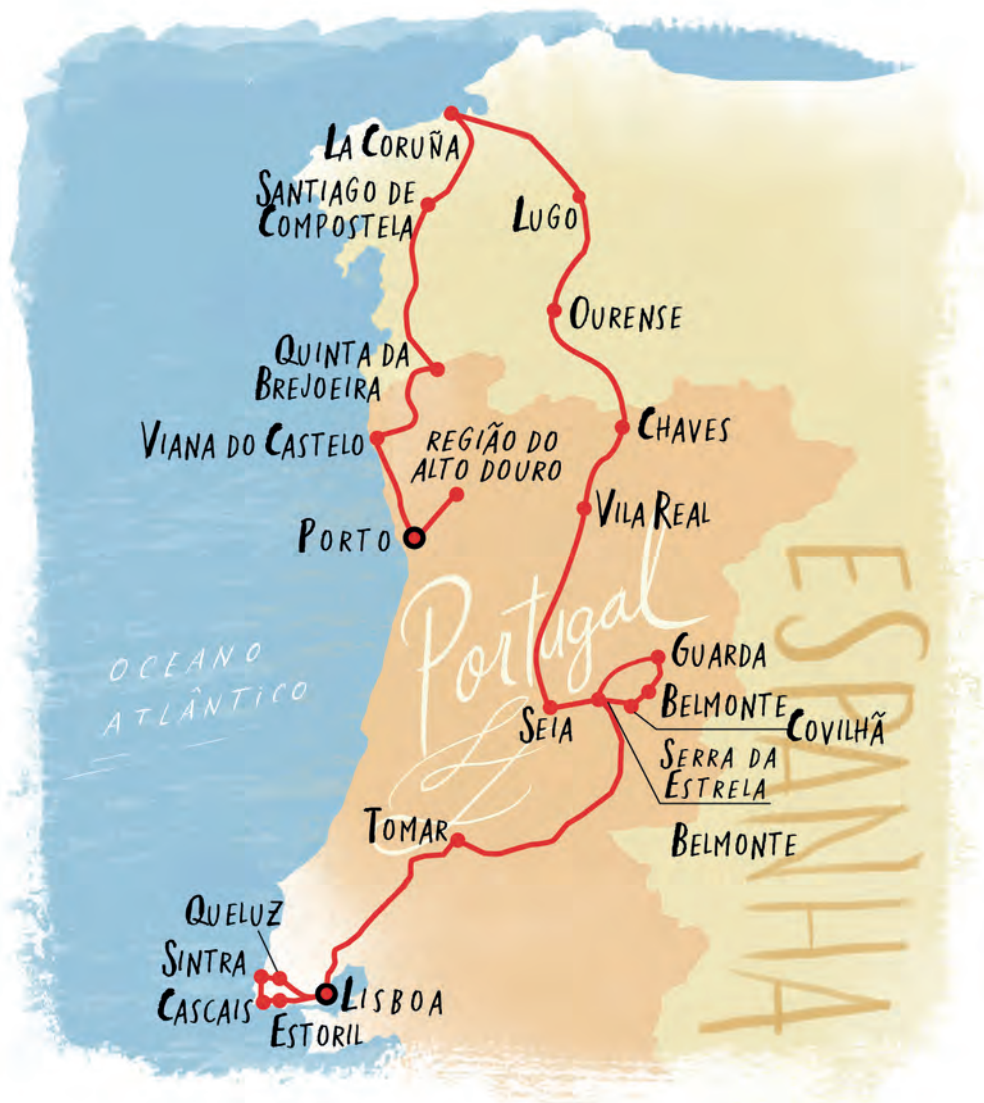 La Coruña
Santiago de
Compostela
Lugo
Ourense
Quinta da
Brejoeira
Viana do Castelo
Região do
Alto Douro
Chaves
Vila Real
Porto
Portugal
ESPANHA
OCEANO
ATLÂNTICO
Guarda
Belmonte
Covilhã
Seia
Serra da
Estrela
Tomar
Belmonte
Queluz
Sintra
Cascais
Lisboa
Estoril